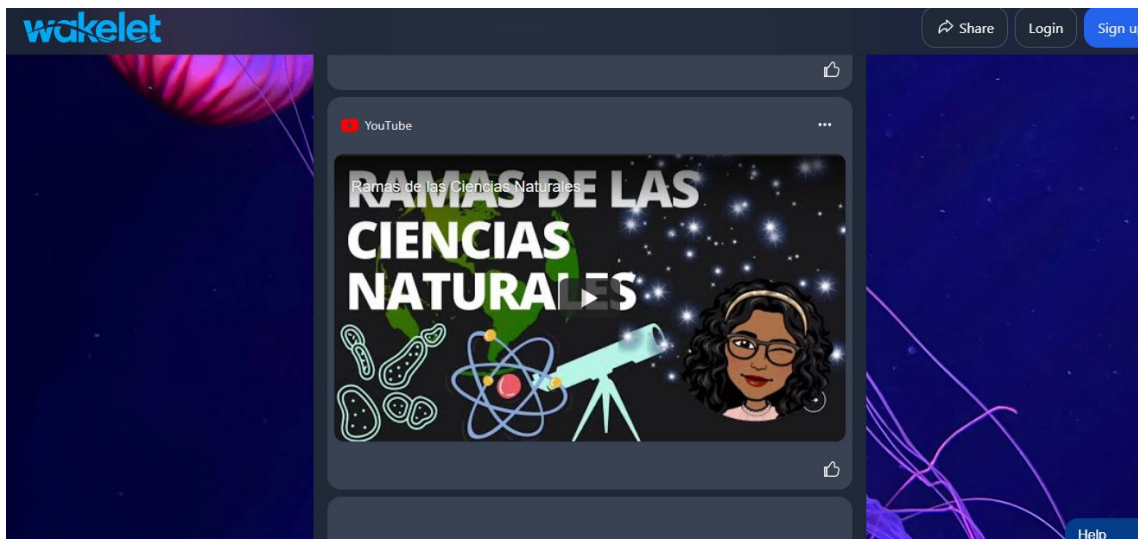 wakelet
Share
Login
Sign u
YouTube
Ramas de las Ciencias Naturales
RAMAS DE LAS
CIENCIAS
NATURALES
Help